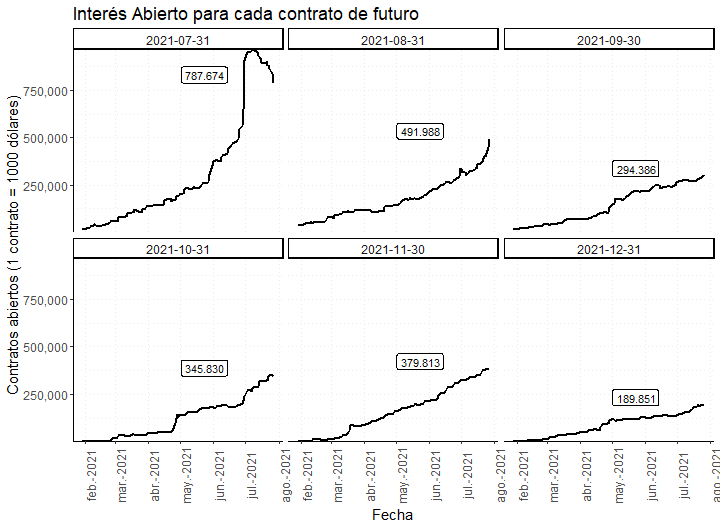 Interés Abierto para cada contrato de futuro
2021-07-31
2021-08-31
2021-09-30
787.674
491.988
294.386
750,000
500,000
250,000
2021-10-31
2021-11-30
2021-12-31
345.830
379.813
189.851
750,000
500,000
250,000
Contratos abiertos (1 contrato = 1000 dólares)
feb.-2021
mar.-2021
abr.-2021
may.-2021
jun.-2021
jul.-2021
ago.-2021
feb.-2021
mar.-2021
abr.-2021
may.-2021
jun.-2021
jul.-2021
ago.-2021
feb.-2021
mar.-2021
abr.-2021
may.-2021
jun.-2021
jul.-2021
ago.-2021
Fecha